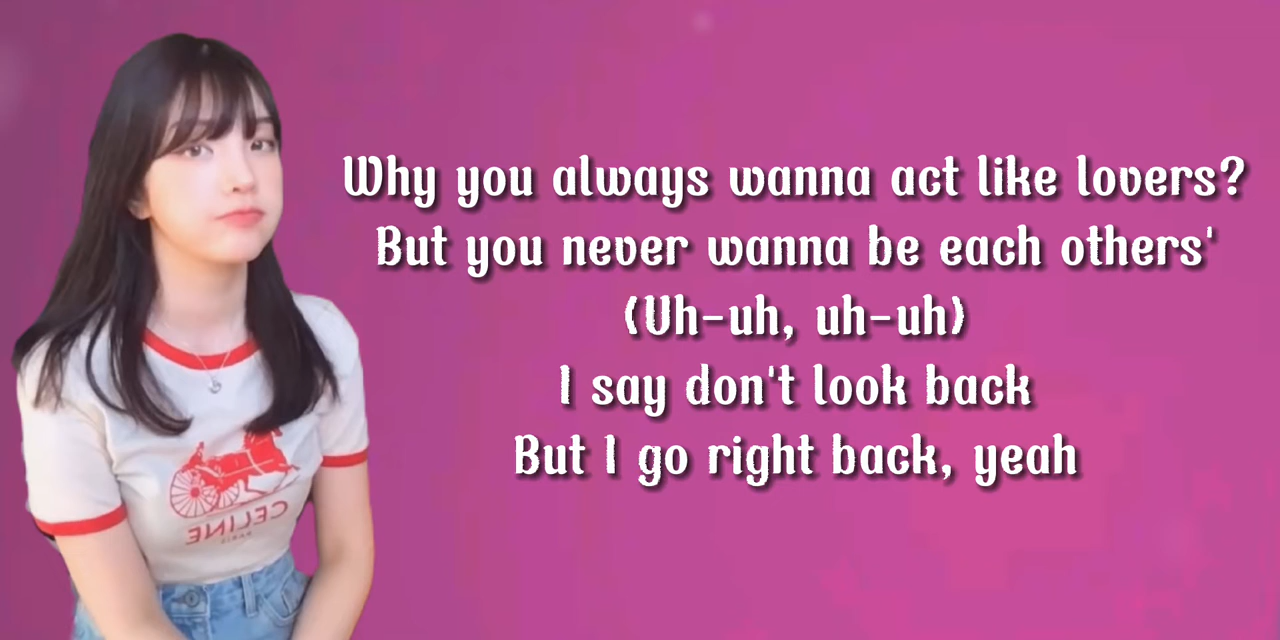 Why you always wanna act like lovers?
But you never wanna be each others'
(Uh-uh, uh-uh)
I say don't look back
But I go right back, yeah
CELINE
PARIS